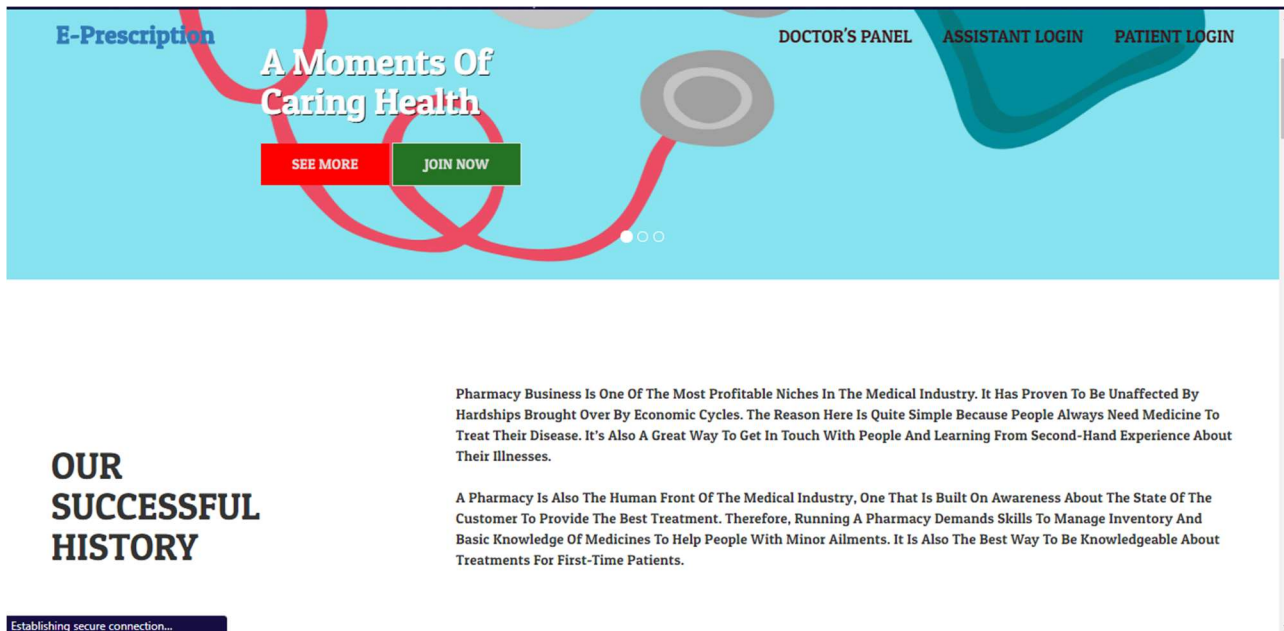 E-Prescription
DOCTOR'S PANEL ASSISTANT LOGIN PATIENT LOGIN
A Moments Of
Caring Health
SEE MORE JOIN NOW
OUR
SUCCESSFUL
HISTORY
Pharmacy Business Is One Of The Most Profitable Niches In The Medical Industry. It Has Proven To Be Unaffected By
Hardships Brought Over By Economic Cycles. The Reason Here Is Quite Simple Because People Always Need Medicine To
Treat Their Disease. It's Also A Great Way To Get In Touch With People And Learning From Second-Hand Experience About
Their Illnesses.
A Pharmacy Is Also The Human Front Of The Medical Industry, One That Is Built On Awareness About The State Of The
Customer To Provide The Best Treatment. Therefore, Running A Pharmacy Demands Skills To Manage Inventory And
Basic Knowledge Of Medicines To Help People With Minor Ailments. It Is Also The Best Way To Be Knowledgeable About
Treatments For First-Time Patients.
Establishing secure connection...